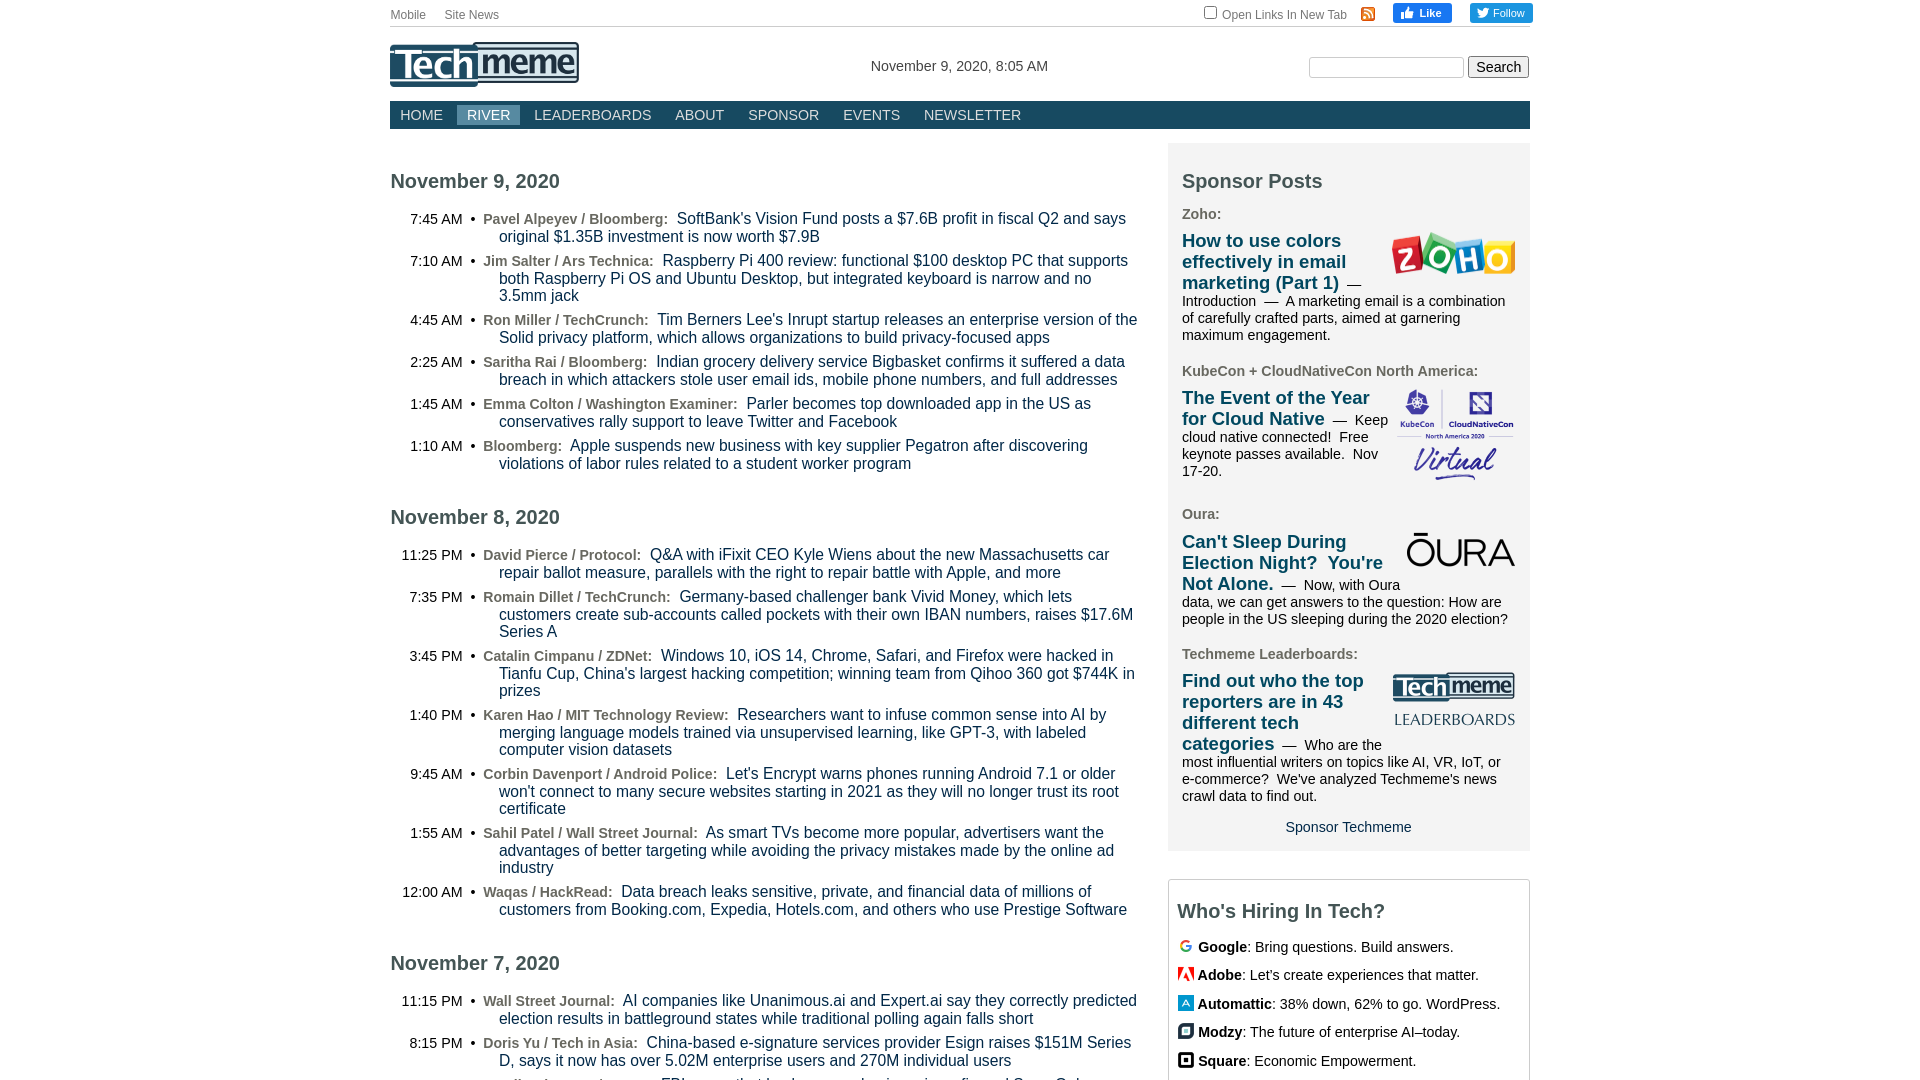 Mobile Site News Open Links In New Tab Like Follow
Techmeme November 9, 2020, 8:05 AM Search
HOME RIVER LEADERBOARDS ABOUT SPONSOR EVENTS NEWSLETTER
November 9, 2020
7:45 AM • Pavel Alpeyev / Bloomberg: SoftBank's Vision Fund posts a $7.6B profit in fiscal Q2 and says
original $1.35B investment is now worth $7.9B
7:10 AM • Jim Salter / Ars Technica: Raspberry Pi 400 review: functional $100 desktop PC that supports
both Raspberry Pi OS and Ubuntu Desktop, but integrated keyboard is narrow and no
3.5mm jack
4:45 AM • Ron Miller / TechCrunch: Tim Berners Lee's Inrupt startup releases an enterprise version of the
Solid privacy platform, which allows organizations to build privacy-focused apps
2:25 AM • Saritha Rai / Bloomberg: Indian grocery delivery service Bigbasket confirms it suffered a data
breach in which attackers stole user email ids, mobile phone numbers, and full addresses
1:45 AM • Emma Colton / Washington Examiner: Parler becomes top downloaded app in the US as
conservatives rally support to leave Twitter and Facebook
1:10 AM • Bloomberg: Apple suspends new business with key supplier Pegatron after discovering
violations of labor rules related to a student worker program
November 8, 2020
11:25 PM • David Pierce / Protocol: Q&A with iFixit CEO Kyle Wiens about the new Massachusetts car
repair ballot measure, parallels with the right to repair battle with Apple, and more
7:35 PM • Romain Dillet / TechCrunch: Germany-based challenger bank Vivid Money, which lets
customers create sub-accounts called pockets with their own IBAN numbers, raises $17.6M
Series A
3:45 PM • Catalin Cimpanu / ZDNet: Windows 10, iOS 14, Chrome, Safari, and Firefox were hacked in
Tianfu Cup, China's largest hacking competition; winning team from Qihoo 360 got $744K in
prizes
1:40 PM • Karen Hao / MIT Technology Review: Researchers want to infuse common sense into AI by
merging language models trained via unsupervised learning, like GPT-3, with labeled
computer vision datasets
9:45 AM • Corbin Davenport / Android Police: Let's Encrypt warns phones running Android 7.1 or older
won't connect to many secure websites starting in 2021 as they will no longer trust its root
certificate
1:55 AM • Sahil Patel / Wall Street Journal: As smart TVs become more popular, advertisers want the
advantages of better targeting while avoiding the privacy mistakes made by the online ad
industry
12:00 AM • Waqas / HackRead: Data breach leaks sensitive, private, and financial data of millions of
customers from Booking.com, Expedia, Hotels.com, and others who use Prestige Software
November 7, 2020
11:15 PM • Wall Street Journal: AI companies like Unanimous.ai and Expert.ai say they correctly predicted
election results in battleground states while traditional polling again falls short
8:15 PM • Doris Yu / Tech in Asia: China-based e-signature services provider Esign raises $151M Series
D, says it now has over 5.02M enterprise users and 270M individual users
Sponsor Posts
Zoho:
How to use colors
effectively in email
marketing (Part 1) —
ZOHO
Introduction — A marketing email is a combination
of carefully crafted parts, aimed at garnering
maximum engagement.
KubeCon + CloudNativeCon North America:
The Event of the Year
for Cloud Native — Keep
cloud native connected! Free
keynote passes available. Nov
17-20.
KubeCon CloudNativeCon
North America 2020
Virtual
Oura:
Can't Sleep During
Election Night? You're
Not Alone. — Now, with Oura
ŌURA
data, we can get answers to the question: How are
people in the US sleeping during the 2020 election?
Techmeme Leaderboards:
Find out who the top
reporters are in 43
different tech
categories — Who are the
Techmeme
LEADERBOARDS
most influential writers on topics like AI, VR, IoT, or
e-commerce? We've analyzed Techmeme's news
crawl data to find out.
Sponsor Techmeme
Who's Hiring In Tech?
Google: Bring questions. Build answers.
Adobe: Let's create experiences that matter.
Automattic: 38% down, 62% to go. WordPress.
Modzy: The future of enterprise AI–today.
Square: Economic Empowerment.